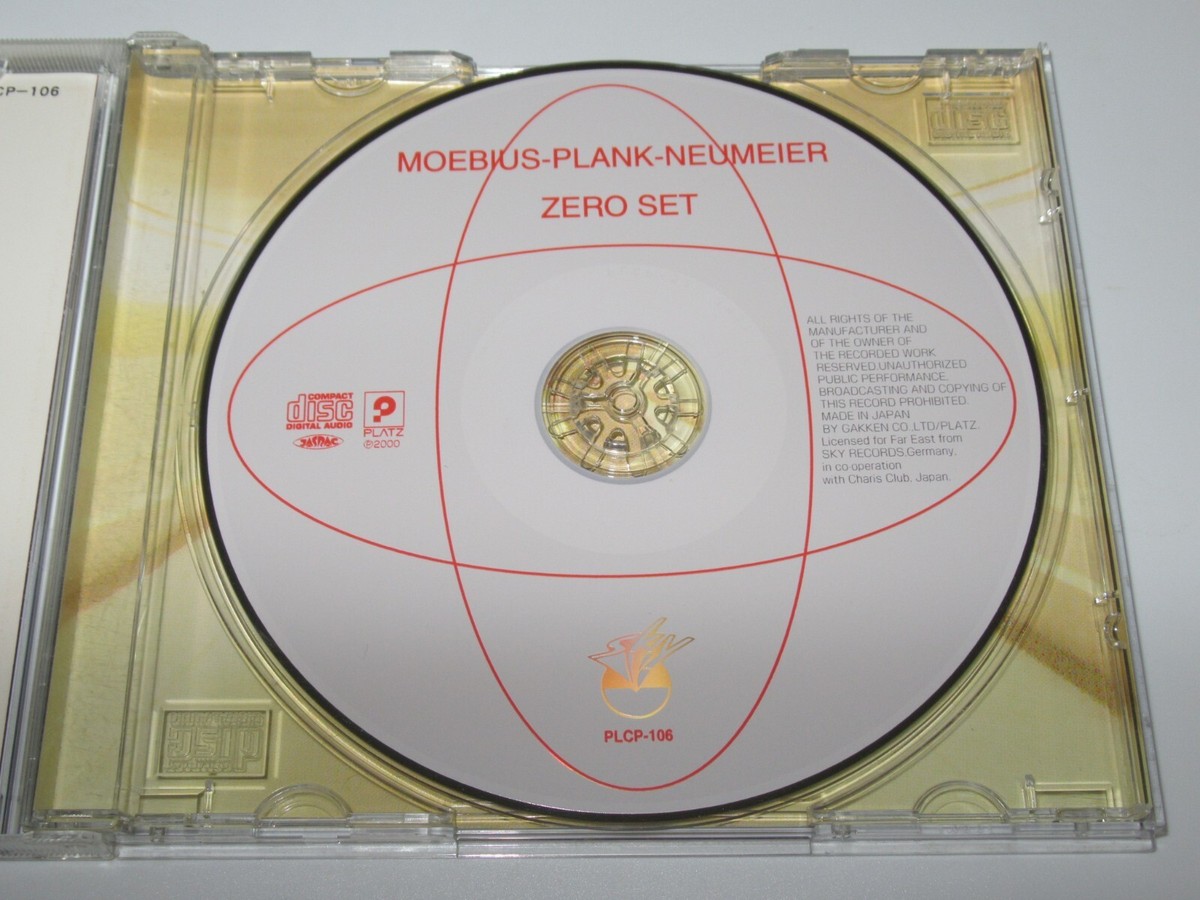 CP-106
MOEBIUS-PLANK-NEUMEIER
ZERO SET
ALL RIGHTS OF THE
MANUFACTURER AND
OF THE OWNER OF
THE RECORDED WORK
RESERVED.UNAUTHORIZED
PUBLIC PERFORMANCE,
BROADCASTING AND COPYING OF
THIS RECORD PROHIBITED.
MADE IN JAPAN
BY GAKKEN CO.,LTD/PLATZ.
Licensed for Far East from
SKY RECORDS,Germany,
in co-operation
with Charis Club, Japan.
COMPACT
disc
DIGITAL AUDIO
PLATZ
℗©2000
Sky
PLCP-106
disc